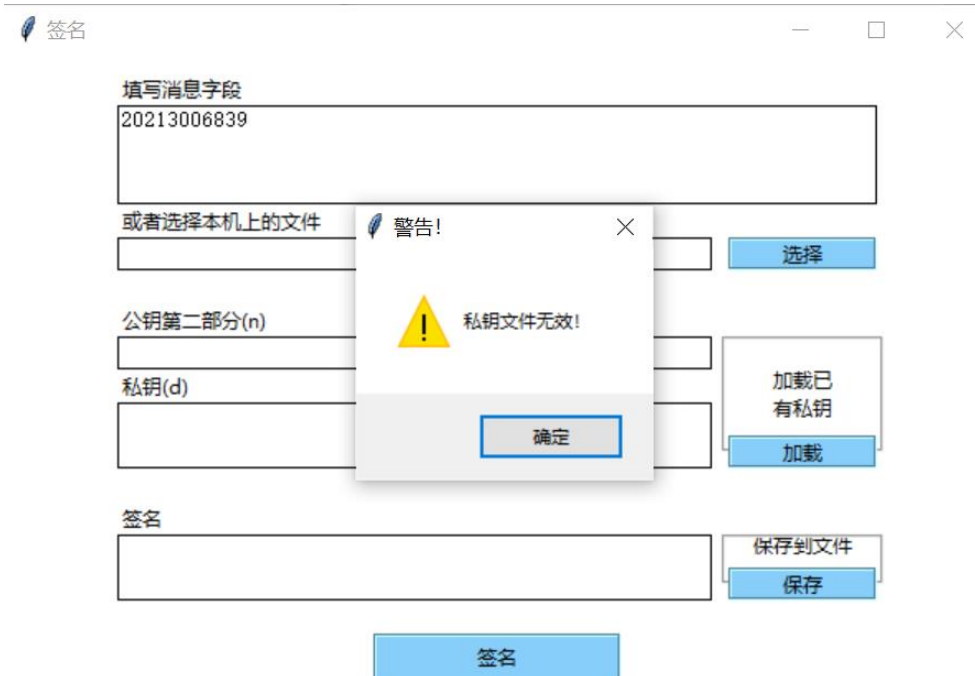 签名
填写消息字段
20213006839
或者选择本机上的文件
选择
警告!
私钥文件无效!
确定
公钥第二部分(n)
私钥(d)
加载已
有私钥
加载
签名
保存到文件
保存
签名